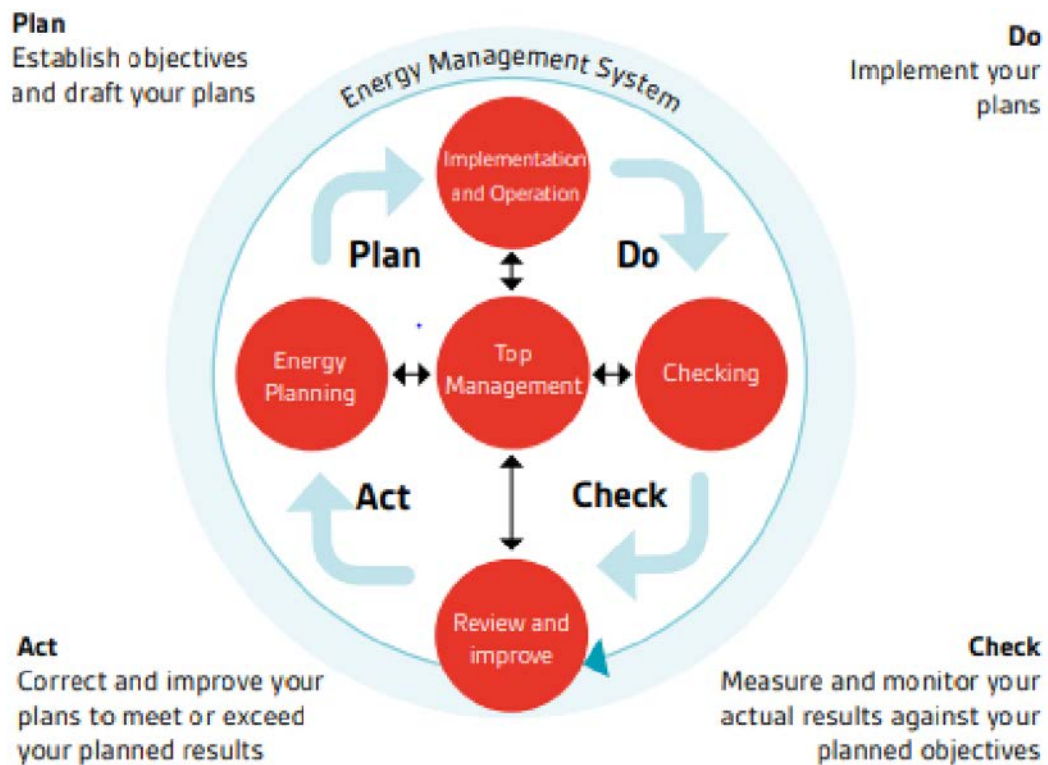 Plan
Establish objectives
and draft your plans
Do
Implement your
plans
Energy Management System
Implementation
and Operation
Plan
Do
Energy
Planning
Top
Management
Checking
Act
Check
Review and
improve
Act
Correct and improve your
plans to meet or exceed
your planned results
Check
Measure and monitor your
actual results against your
planned objectives